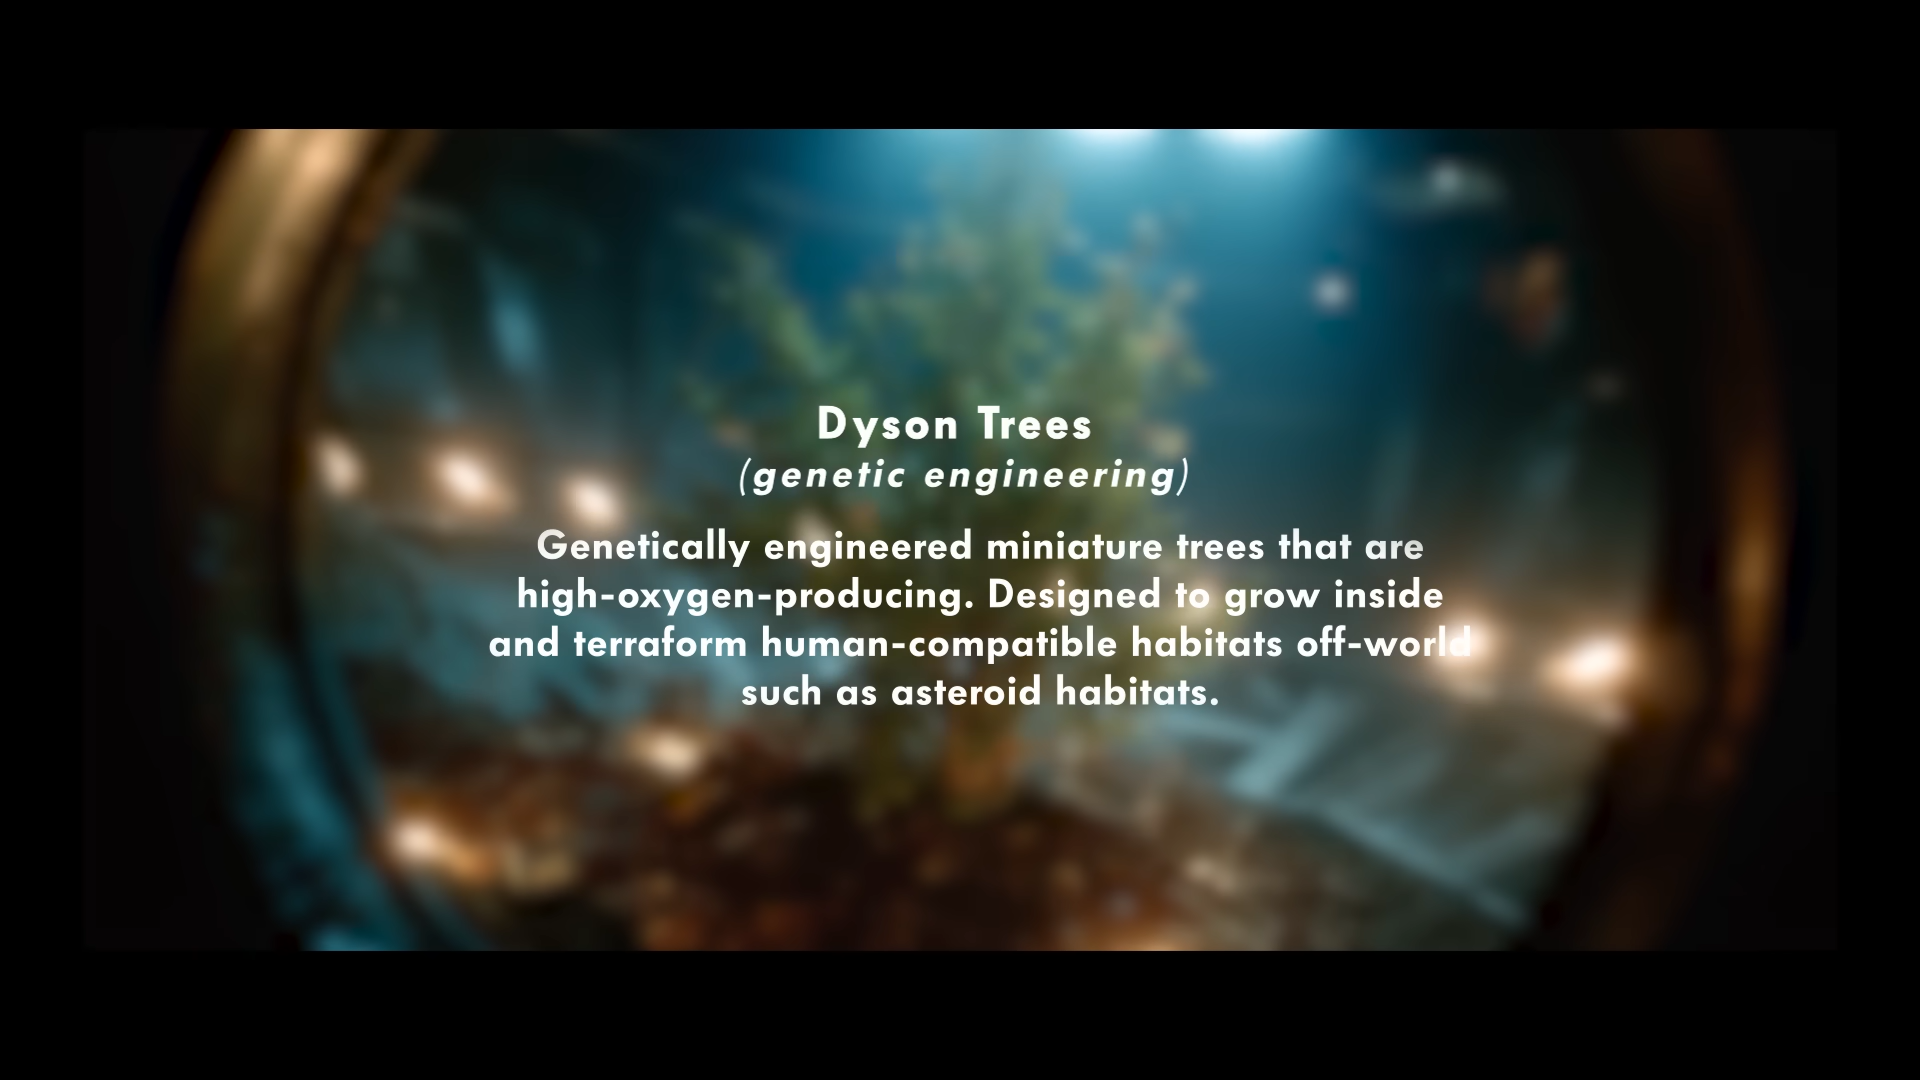 Dyson Trees
(genetic engineering)
Genetically engineered miniature trees that are
high-oxygen-producing. Designed to grow inside
and terraform human-compatible habitats off-world
such as asteroid habitats.